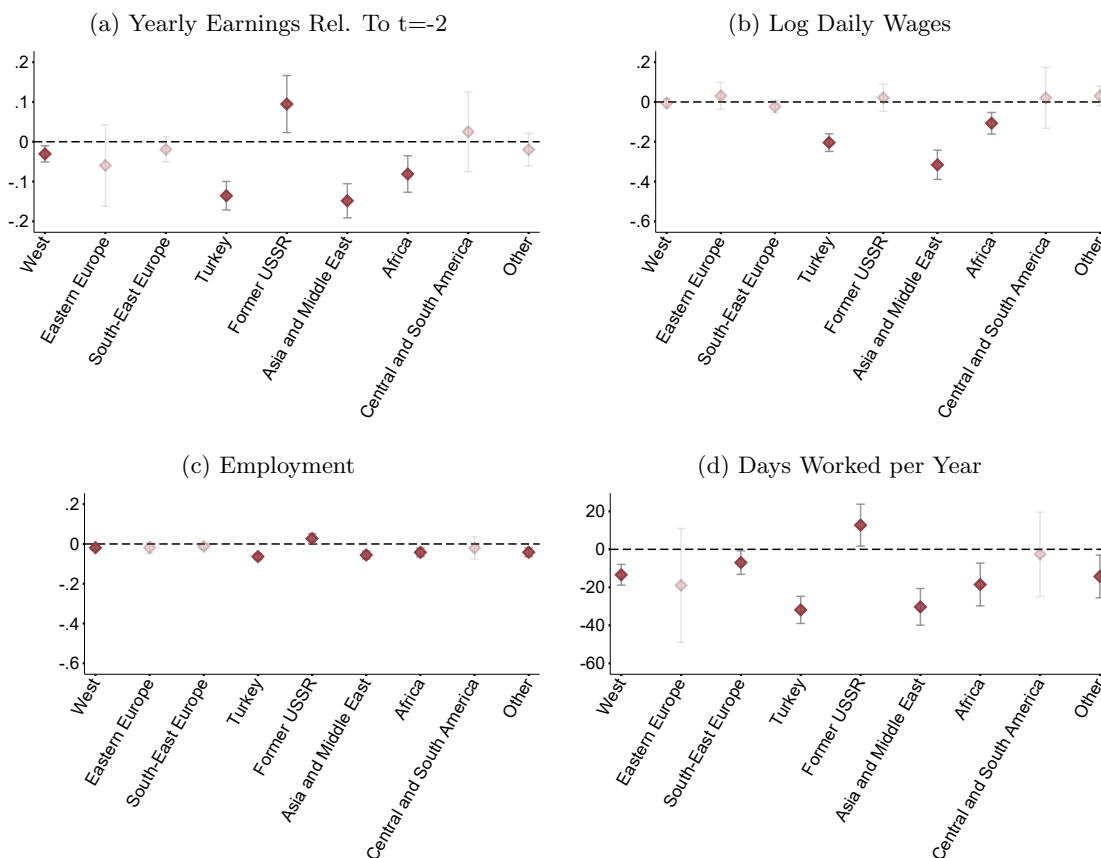 (a) Yearly Earnings Rel. To t=-2
.2
.1
0
-.1
-.2
West
Eastern Europe
South-East Europe
Turkey
Former USSR
Asia and Middle East
Africa
Central and South America
Other
(b) Log Daily Wages
.2
0
-.2
-.4
-.6
West
Eastern Europe
South-East Europe
Turkey
Former USSR
Asia and Middle East
Africa
Central and South America
Other
(c) Employment
.2
0
-.2
-.4
-.6
West
Eastern Europe
South-East Europe
Turkey
Former USSR
Asia and Middle East
Africa
Central and South America
Other
(d) Days Worked per Year
20
0
-20
-40
-60
West
Eastern Europe
South-East Europe
Turkey
Former USSR
Asia and Middle East
Africa
Central and South America
Other